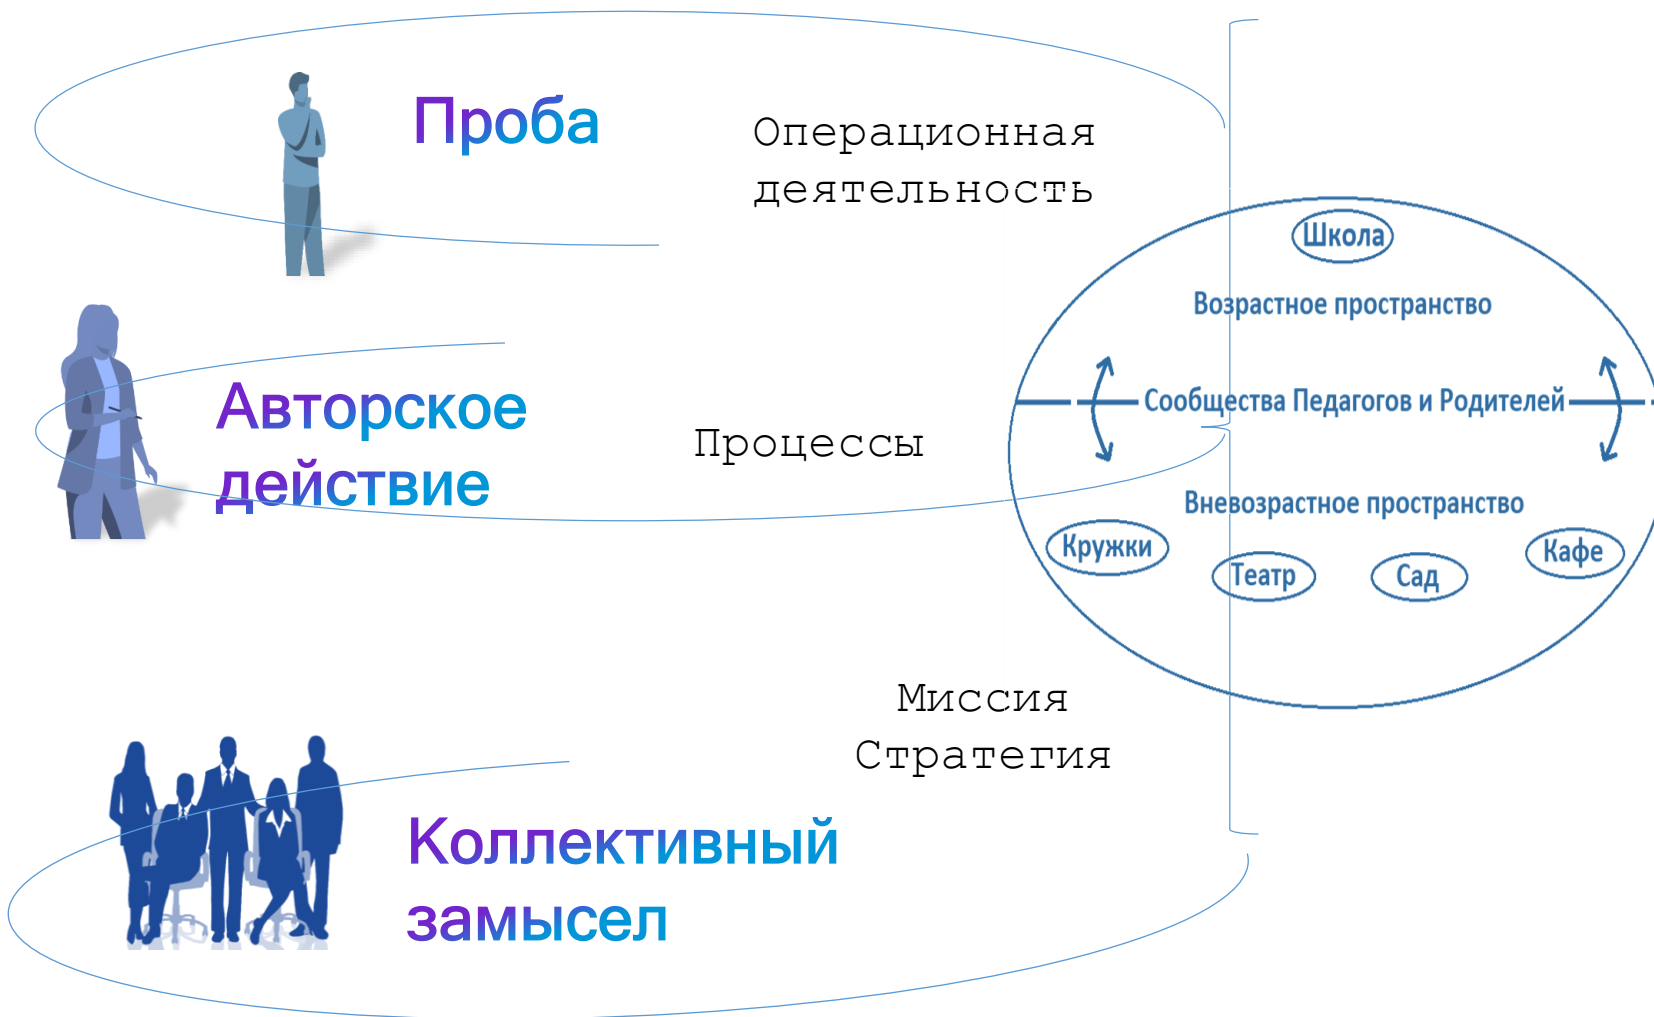 Проба
Операционная
деятельность
Школа
Возрастное пространство
Сообщества Педагогов и Родителей
Авторское
действие
Процессы
Вневозрастное пространство
Кружки
Театр
Сад
Кафе
Миссия
Стратегия
Коллективный
замысел